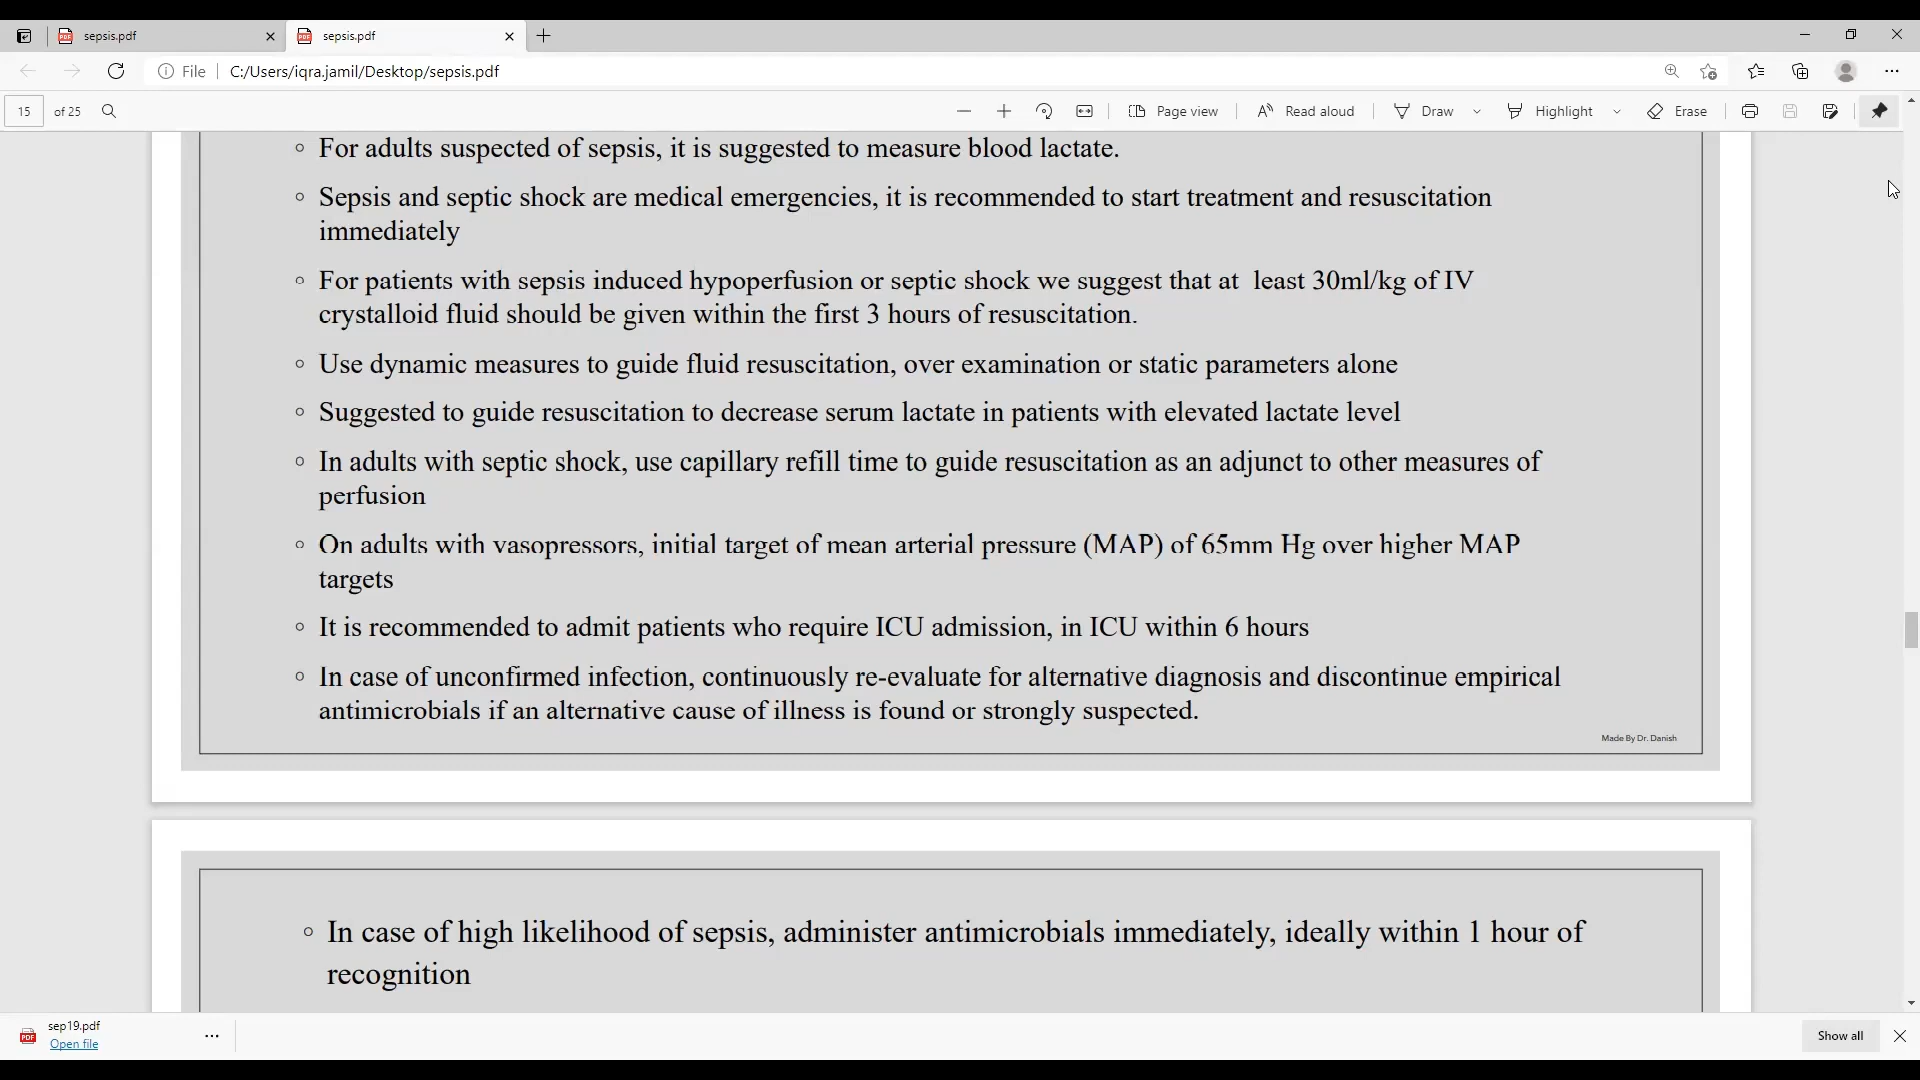 sepsis.pdf
sepsis.pdf
File
C:/Users/iqra.jamil/Desktop/sepsis.pdf
15 of 25
Page view
Read aloud
Draw
Highlight
Erase
◦ For adults suspected of sepsis, it is suggested to measure blood lactate.
◦ Sepsis and septic shock are medical emergencies, it is recommended to start treatment and resuscitation
immediately
◦ For patients with sepsis induced hypoperfusion or septic shock we suggest that at least 30ml/kg of IV
crystalloid fluid should be given within the first 3 hours of resuscitation.
◦ Use dynamic measures to guide fluid resuscitation, over examination or static parameters alone
◦ Suggested to guide resuscitation to decrease serum lactate in patients with elevated lactate level
◦ In adults with septic shock, use capillary refill time to guide resuscitation as an adjunct to other measures of
perfusion
◦ On adults with vasopressors, initial target of mean arterial pressure (MAP) of 65mm Hg over higher MAP
targets
◦ It is recommended to admit patients who require ICU admission, in ICU within 6 hours
◦ In case of unconfirmed infection, continuously re-evaluate for alternative diagnosis and discontinue empirical
antimicrobials if an alternative cause of illness is found or strongly suspected.
Made By Dr. Danish
◦ In case of high likelihood of sepsis, administer antimicrobials immediately, ideally within 1 hour of
recognition
sep19.pdf
Open file
Show all